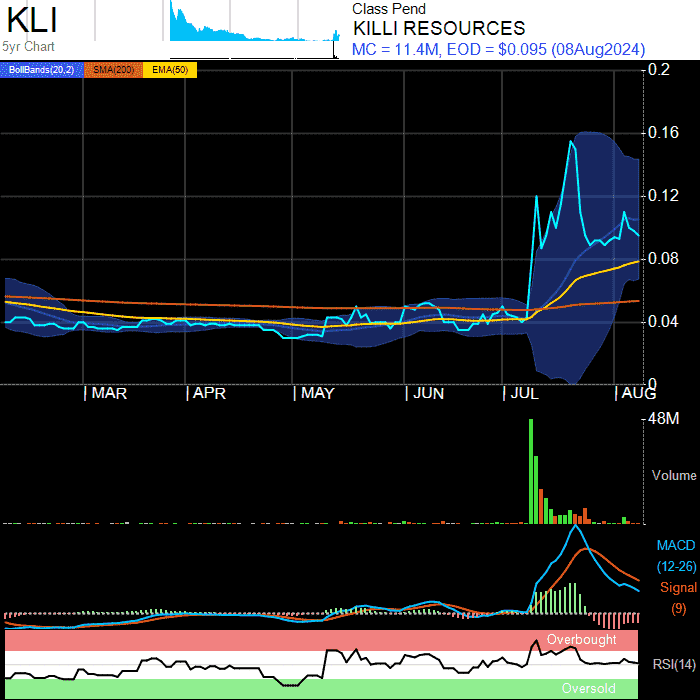 KLI
5yr Chart
Class Pend
KILLI RESOURCES
MC = 11.4M, EOD = $0.095 (08Aug2024)
BollBands(20,2) SMA(200) EMA(50)
0.2
0.16
0.12
0.08
0.04
0
| MAR | APR | MAY | JUN | JUL | AUG
48M
Volume
MACD
(12-26)
Signal
(9)
Overbought
RSI(14)
Oversold